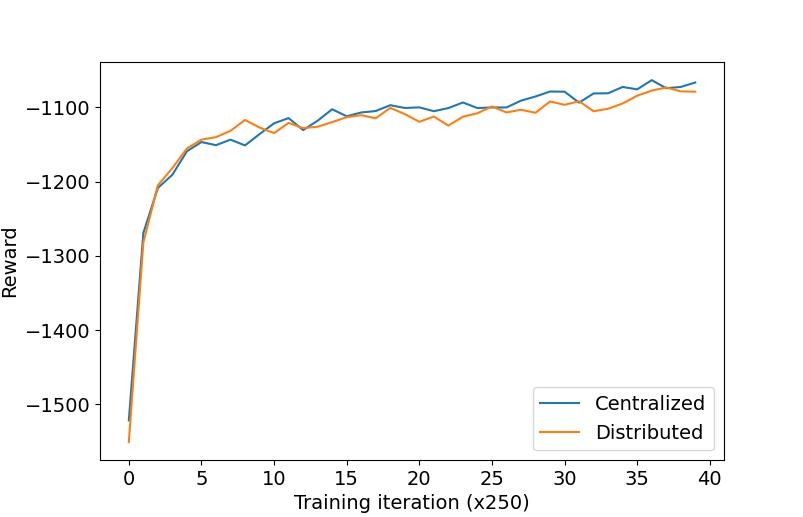 −1100
−1200
−1300
−1400
−1500
Reward
0 5 10 15 20 25 30 35 40
Training iteration (x250)
Centralized
Distributed